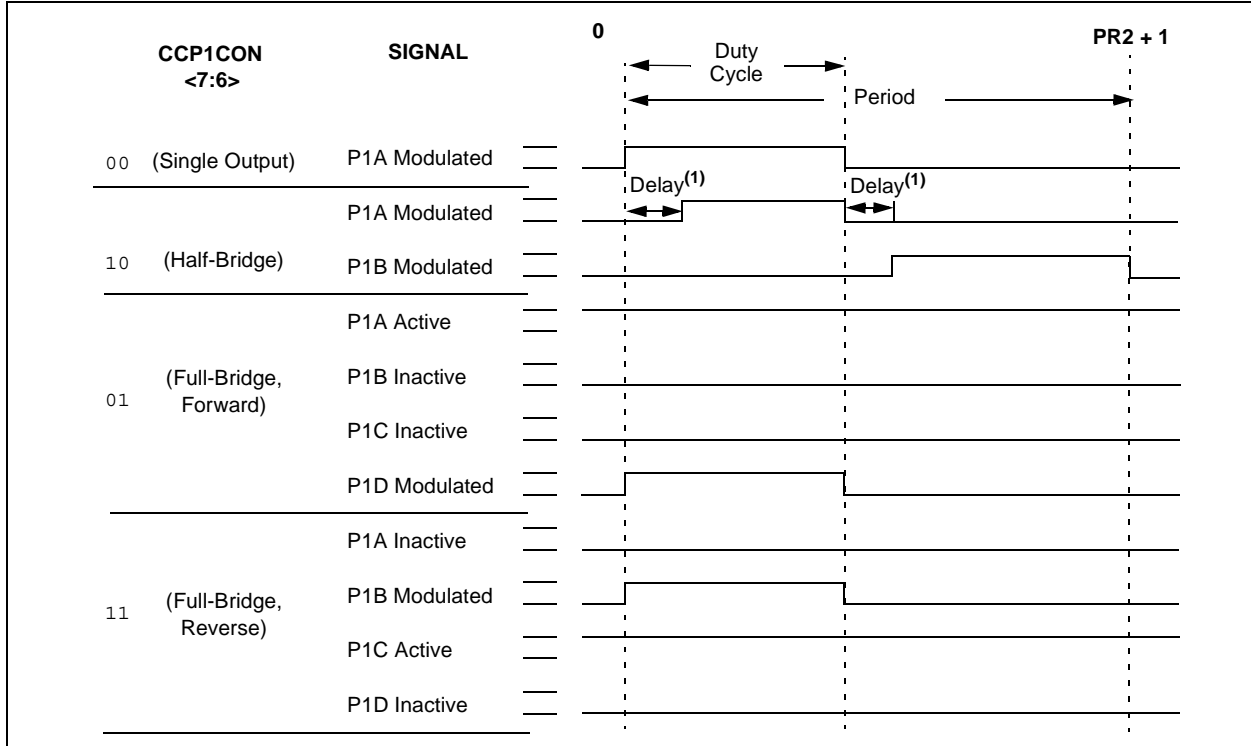 0
PR2 + 1
CCP1CON
<7:6>
SIGNAL
Duty
Cycle
Period
00 (Single Output) P1A Modulated
Delay(1) Delay(1)
P1A Modulated
10 (Half-Bridge) P1B Modulated
P1A Active
01 (Full-Bridge,
Forward)
P1B Inactive
P1C Inactive
P1D Modulated
P1A Inactive
11 (Full-Bridge,
Reverse)
P1B Modulated
P1C Active
P1D Inactive